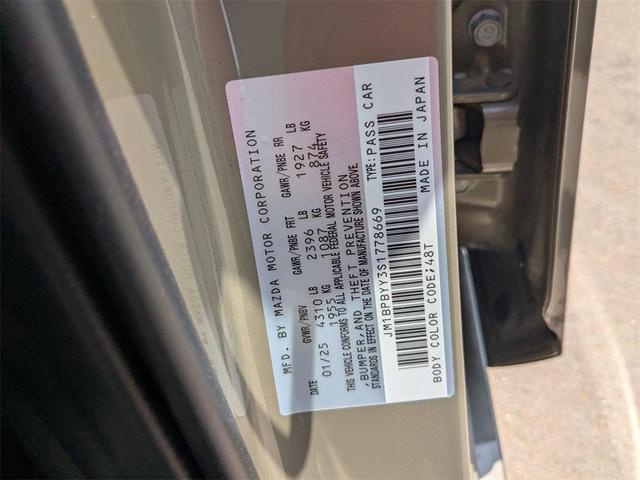 MFD. BY MAZDA MOTOR CORPORATION
GVWR/PNBV GAWR/PNBE FRT GAWR/PNBE RR
DATE 4310 LB 2396 LB 1927 LB
01/25 1955 KG 1087 KG 874 KG
THIS VEHICLE CONFORMS TO ALL APPLICABLE FEDERAL MOTOR VEHICLE SAFETY
,BUMPER,AND THEFT PREVENTION
STANDARDS IN EFFECT ON THE DATE OF MANUFACTURE SHOWN ABOVE.
TYPE:PASS CAR
JM1BPBYY3S1778669
BODY COLOR CODE;48T MADE IN JAPAN